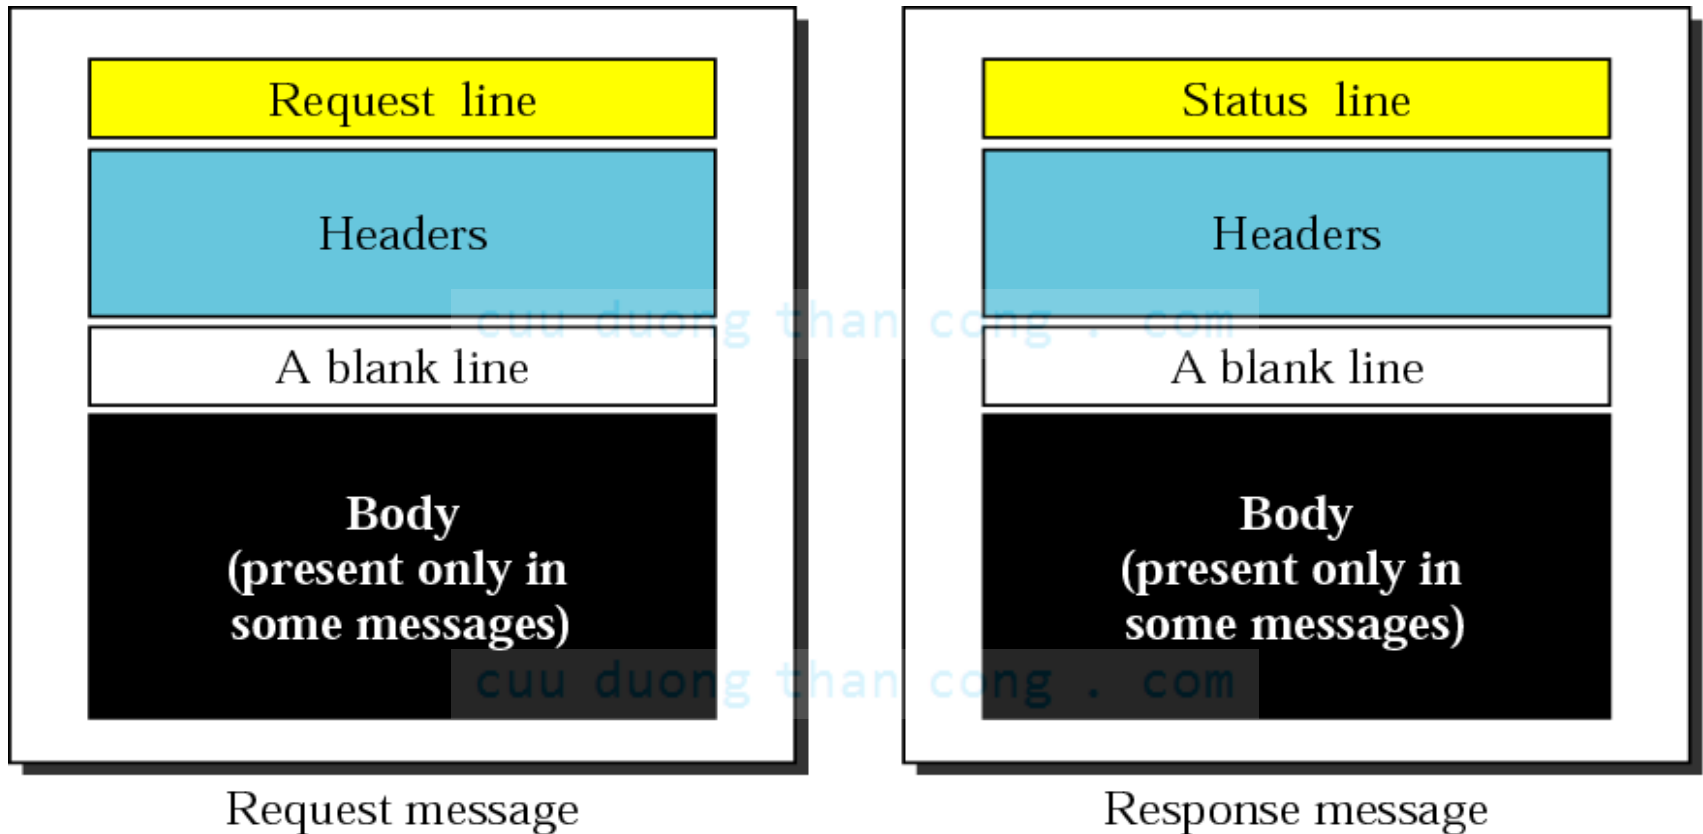 Request line
Headers
A blank line
Body
(present only in
some messages)
Request message
Status line
Headers
A blank line
Body
(present only in
some messages)
Response message
cuu duong than cong . com
cuu duong than cong . com